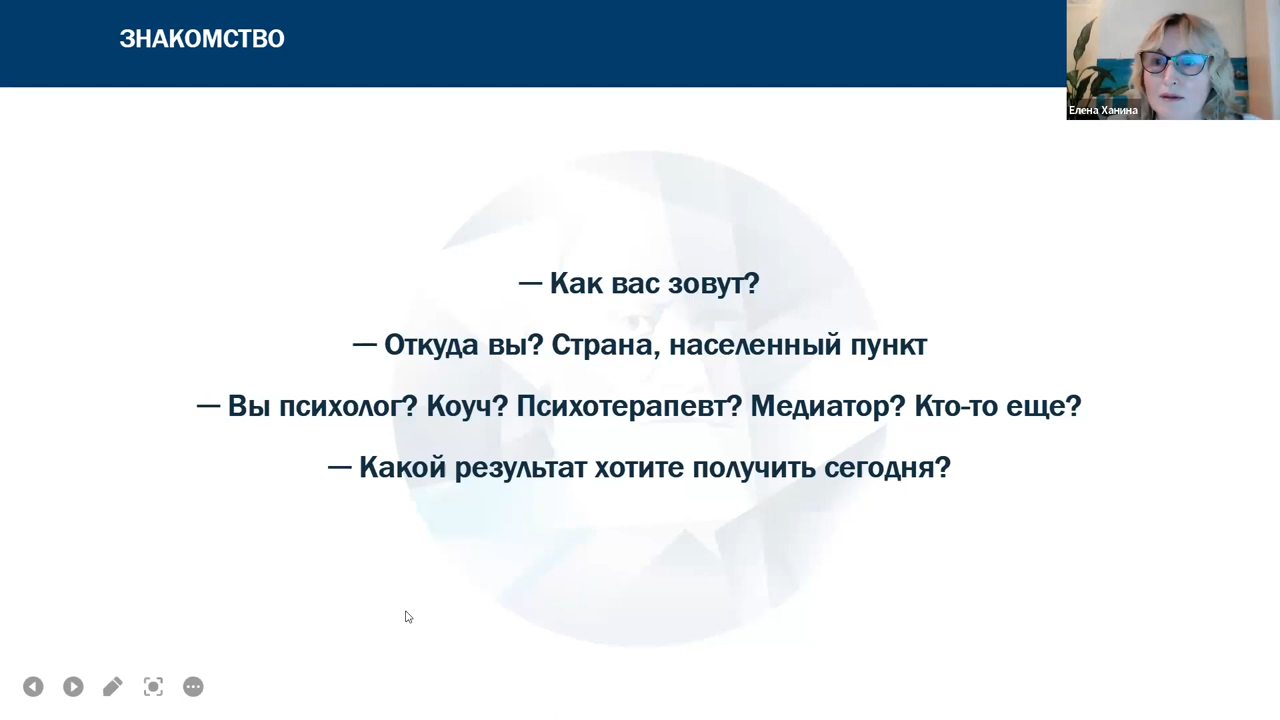 ЗНАКОМСТВО
Елена Ханина
— Как вас зовут?
— Откуда вы? Страна, населенный пункт
— Вы психолог? Коуч? Психотерапевт? Медиатор? Кто-то еще?
— Какой результат хотите получить сегодня?